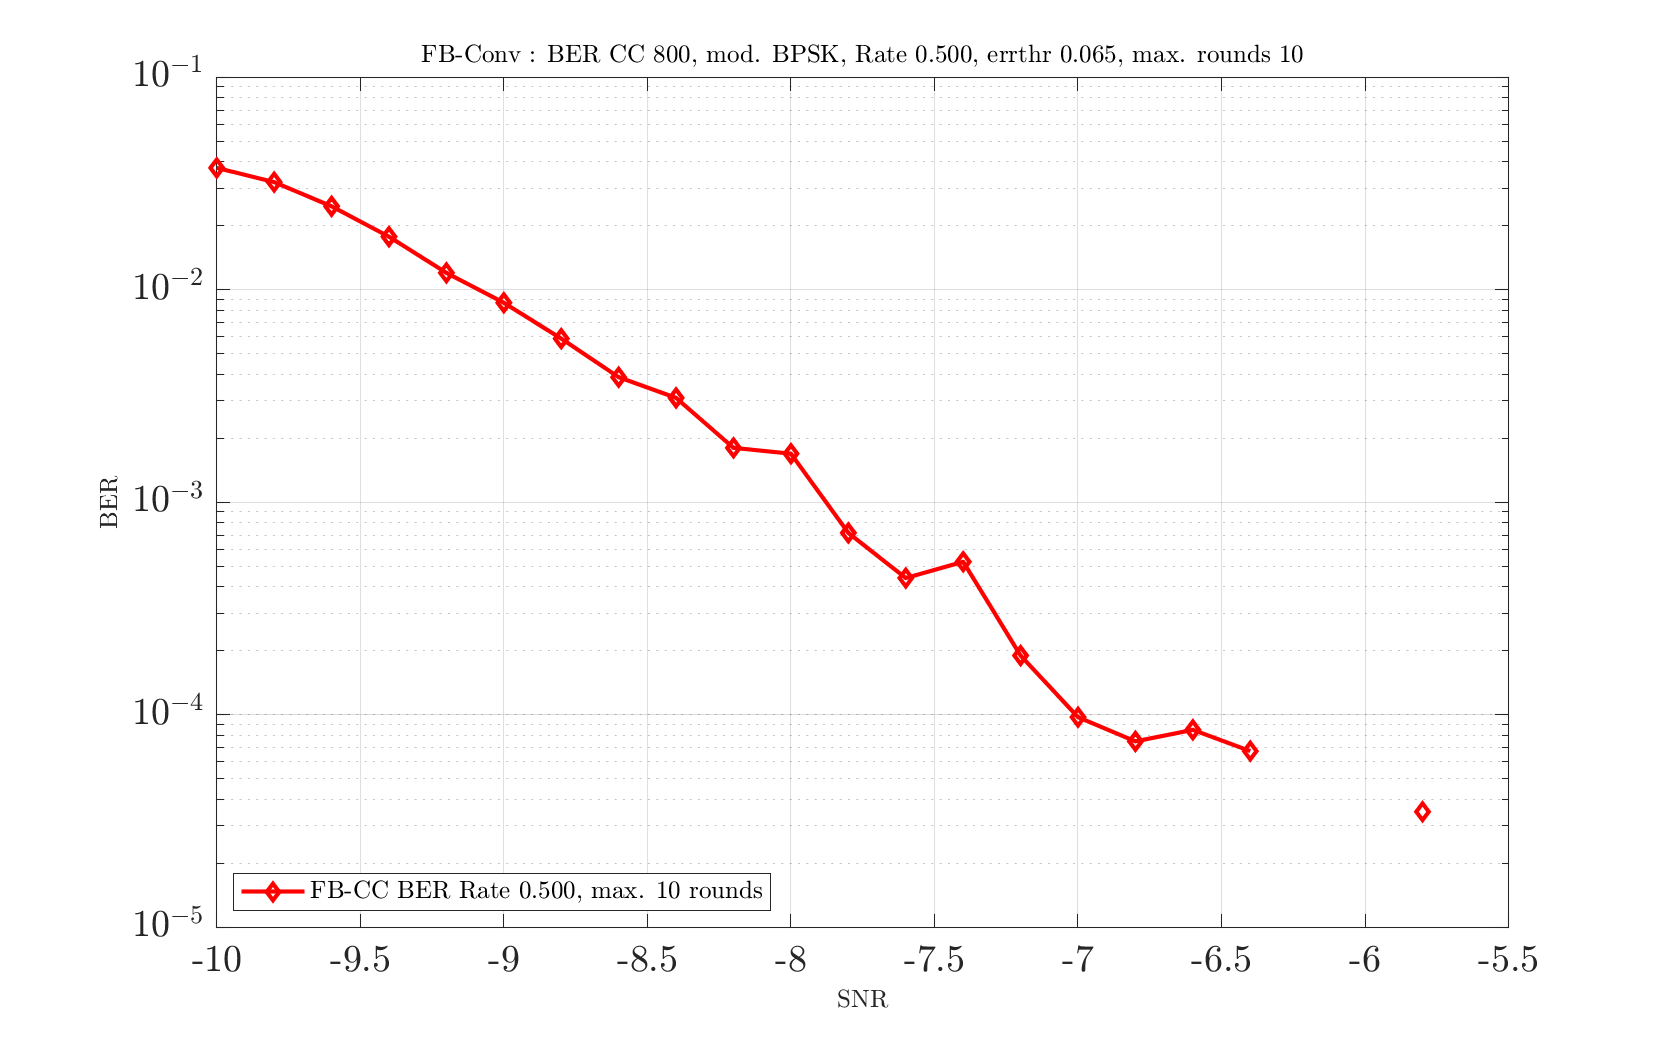 FB-Conv : BER CC 800, mod. BPSK, Rate 0.500, errthr 0.065, max. rounds 10
10^{-1}
10^{-2}
10^{-3}
10^{-4}
10^{-5}
BER
FB-CC BER Rate 0.500, max. 10 rounds
-10 -9.5 -9 -8.5 -8 -7.5 -7 -6.5 -6 -5.5
SNR